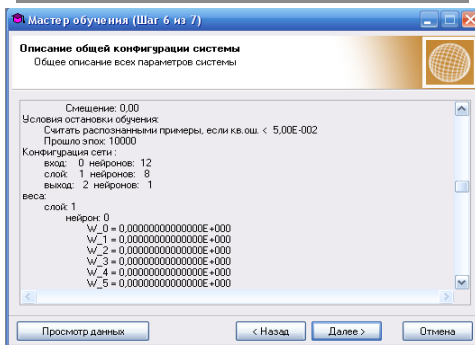 Мастер обучения (Шаг 6 из 7)
Описание общей конфигурации системы
Общее описание всех параметров системы
Смещение: 0,00
Условия остановки обучения:
Считать распознанными примеры, если кв.ош. < 5,00E-002
Прошло эпох: 10000
Конфигурация сети :
вход: 0 нейронов: 12
слой: 1 нейронов: 8
выход: 2 нейронов: 1
веса:
слой: 1
нейрон: 0
W_0 = 0,00000000000000E+000
W_1 = 0,00000000000000E+000
W_2 = 0,00000000000000E+000
W_3 = 0,00000000000000E+000
W_4 = 0,00000000000000E+000
W_5 = 0,00000000000000E+000
Просмотр данных < Назад Далее > Отмена